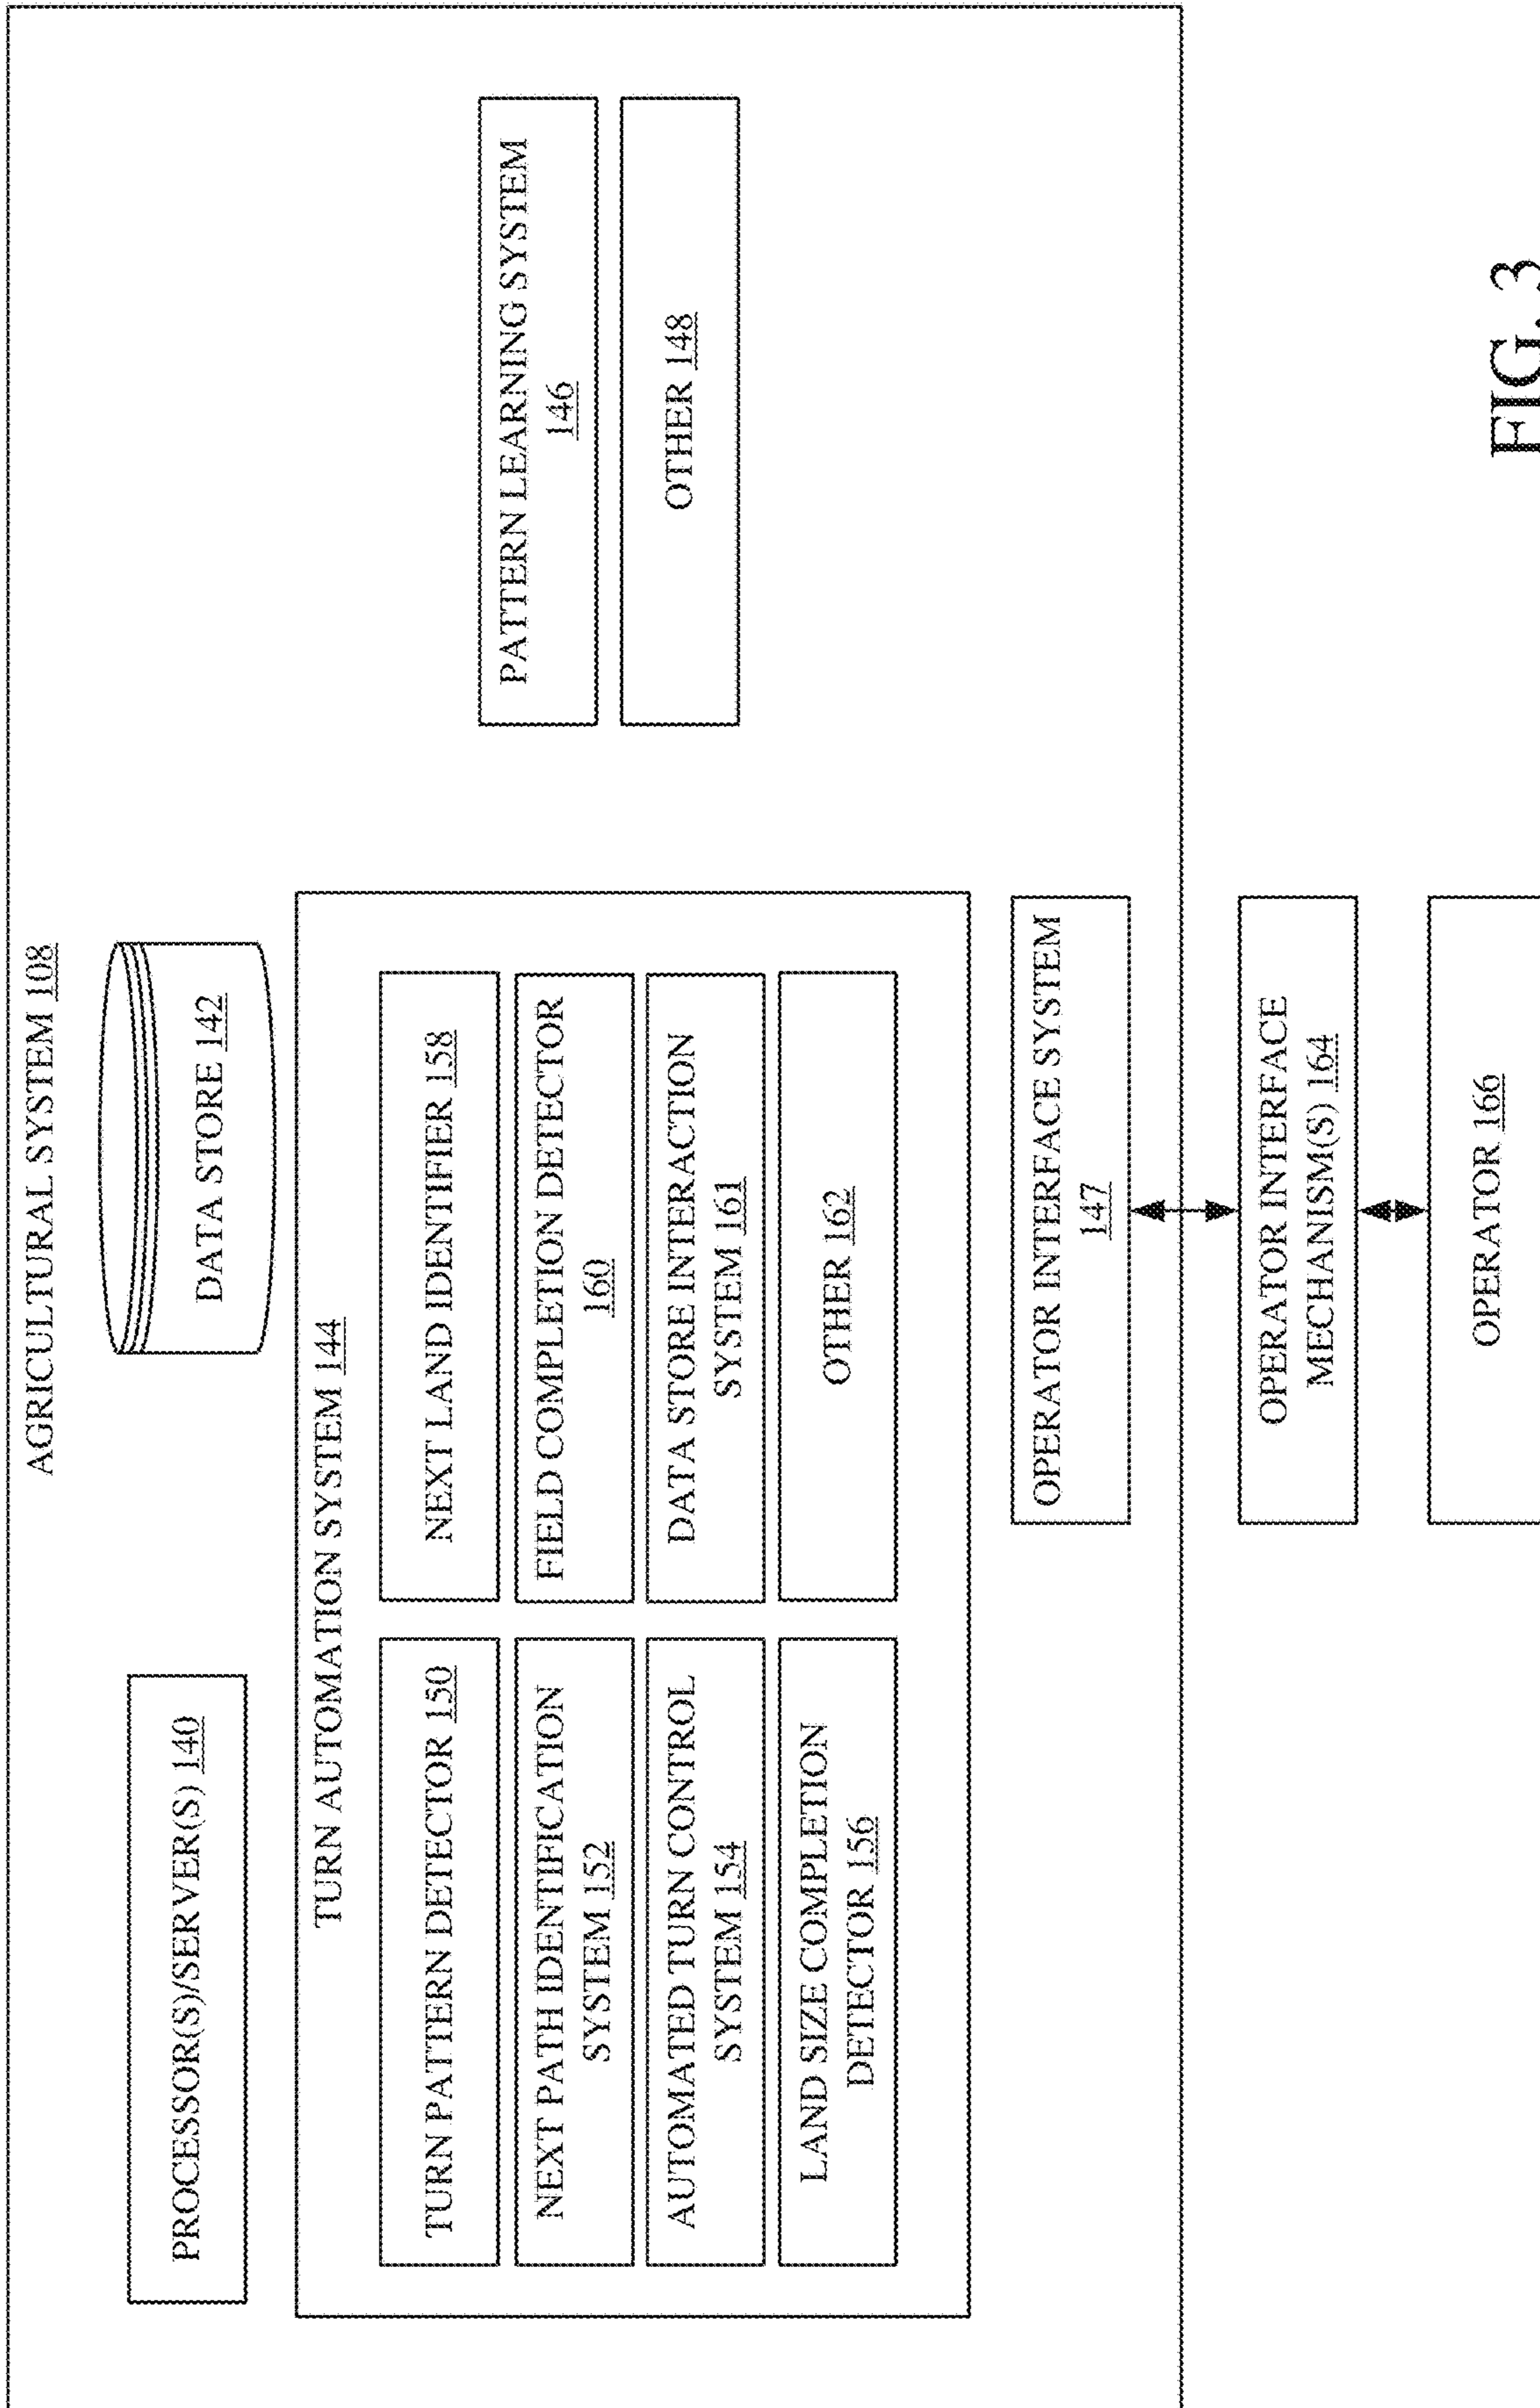 AGRICULTURAL SYSTEM 108
PROCESSOR(S)/SERVER(S) 140
DATA STORE 142
TURN AUTOMATION SYSTEM 144
TURN PATTERN DETECTOR 150
NEXT PATH IDENTIFICATION
SYSTEM 152
AUTOMATED TURN CONTROL
SYSTEM 154
LAND SIZE COMPLETION
DETECTOR 156
NEXT LAND IDENTIFIER 158
FIELD COMPLETION DETECTOR
160
DATA STORE INTERACTION
SYSTEM 161
OTHER 162
PATTERN LEARNING SYSTEM
146
OTHER 148
OPERATOR INTERFACE SYSTEM
147
OPERATOR INTERFACE
MECHANISM(S) 164
OPERATOR 166
FIG. 3